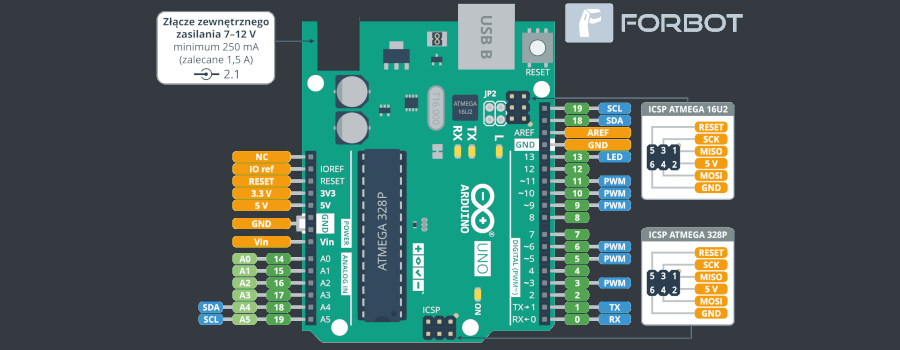 Złącze zewnętrznego
zasilania 7–12 V
minimum 250 mA
(zalecane 1,5 A)
2.1
USB B
RESET
FORBOT
T16.000
ATMEGA
16U2
JP2
RX
TX
L
AREF
GND
13
12
~11
~10
~9
8
7
~6
~5
4
~3
2
TX→1
RX←0
19 SCL
18 SDA
AREF
GND
13 LED
12
11 PWM
10 PWM
9 PWM
8
7
6 PWM
5 PWM
4
3 PWM
2
1 TX
0 RX
NC
IO ref
RESET
3.3 V
5 V
GND
Vin
IOREF
RESET
3V3
5V
GND
Vin
POWER
ANALOG IN
A0 14 A0
A1 15 A1
A2 16 A2
A3 17 A3
SDA A4 18 A4
SCL A5 19 A5
ATMEGA 328P
ARDUINO
UNO
DIGITAL (PWM~)
ON
ICSP
ICSP ATMEGA 16U2
5 3 1
6 4 2
RESET
SCK
MISO
5 V
MOSI
GND
ICSP ATMEGA 328P
5 3 1
6 4 2
RESET
SCK
MISO
5 V
MOSI
GND